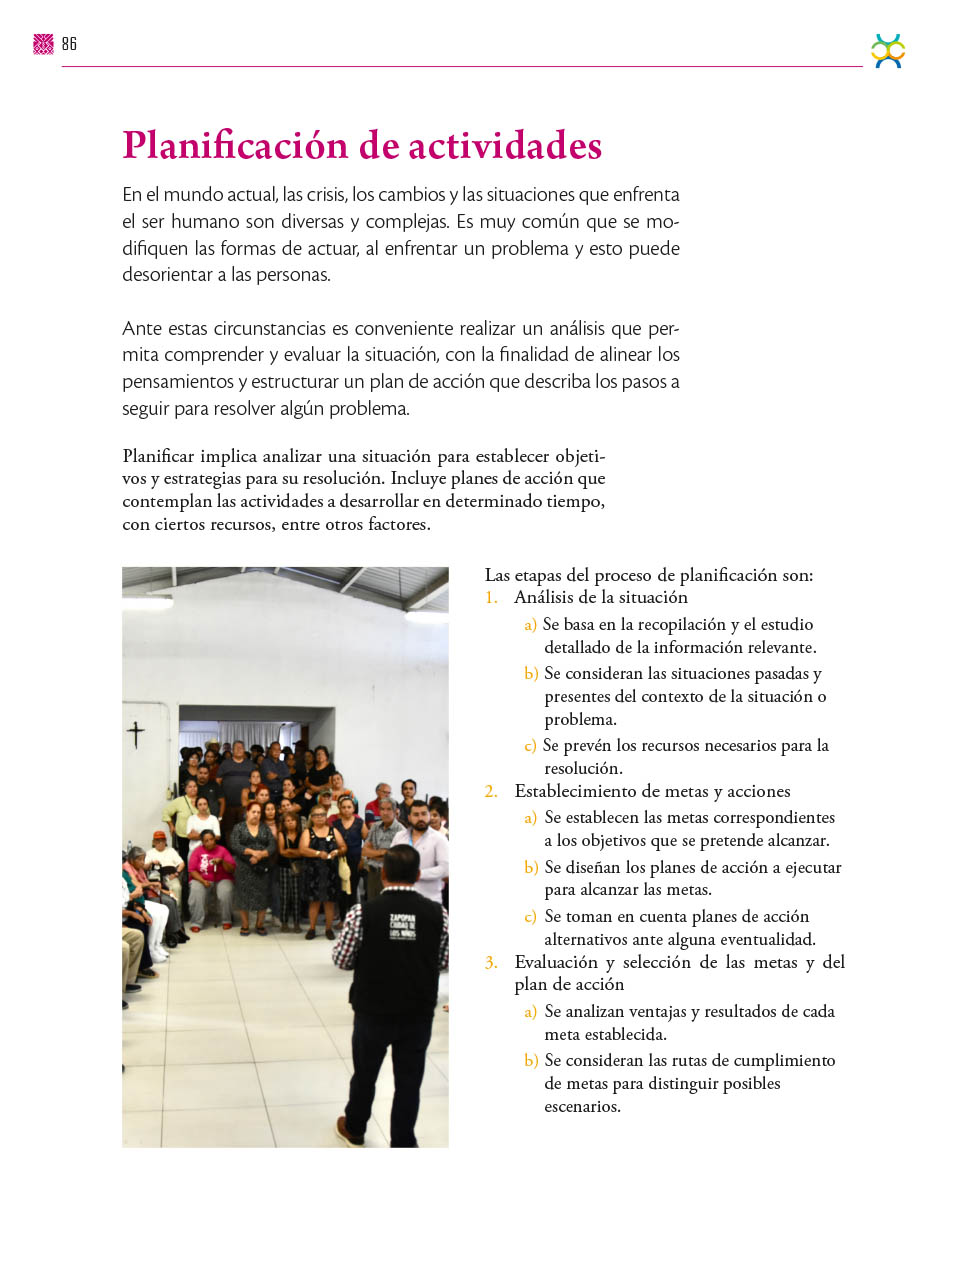 86
Planificación de actividades
En el mundo actual, las crisis, los cambios y las situaciones que enfrenta
el ser humano son diversas y complejas. Es muy común que se mo-
difiquen las formas de actuar, al enfrentar un problema y esto puede
desorientar a las personas.
Ante estas circunstancias es conveniente realizar un análisis que per-
mita comprender y evaluar la situación, con la finalidad de alinear los
pensamientos y estructurar un plan de acción que describa los pasos a
seguir para resolver algún problema.
Planificar implica analizar una situación para establecer objeti-
vos y estrategias para su resolución. Incluye planes de acción que
contemplan las actividades a desarrollar en determinado tiempo,
con ciertos recursos, entre otros factores.
Las etapas del proceso de planificación son:
1. Análisis de la situación
a) Se basa en la recopilación y el estudio
detallado de la información relevante.
b) Se consideran las situaciones pasadas y
presentes del contexto de la situación o
problema.
c) Se prevén los recursos necesarios para la
resolución.
2. Establecimiento de metas y acciones
a) Se establecen las metas correspondientes
a los objetivos que se pretende alcanzar.
b) Se diseñan los planes de acción a ejecutar
para alcanzar las metas.
c) Se toman en cuenta planes de acción
alternativos ante alguna eventualidad.
3. Evaluación y selección de las metas y del
plan de acción
a) Se analizan ventajas y resultados de cada
meta establecida.
b) Se consideran las rutas de cumplimiento
de metas para distinguir posibles
escenarios.
ZAPOPAN
CIUDAD DE
LOS NIÑOS